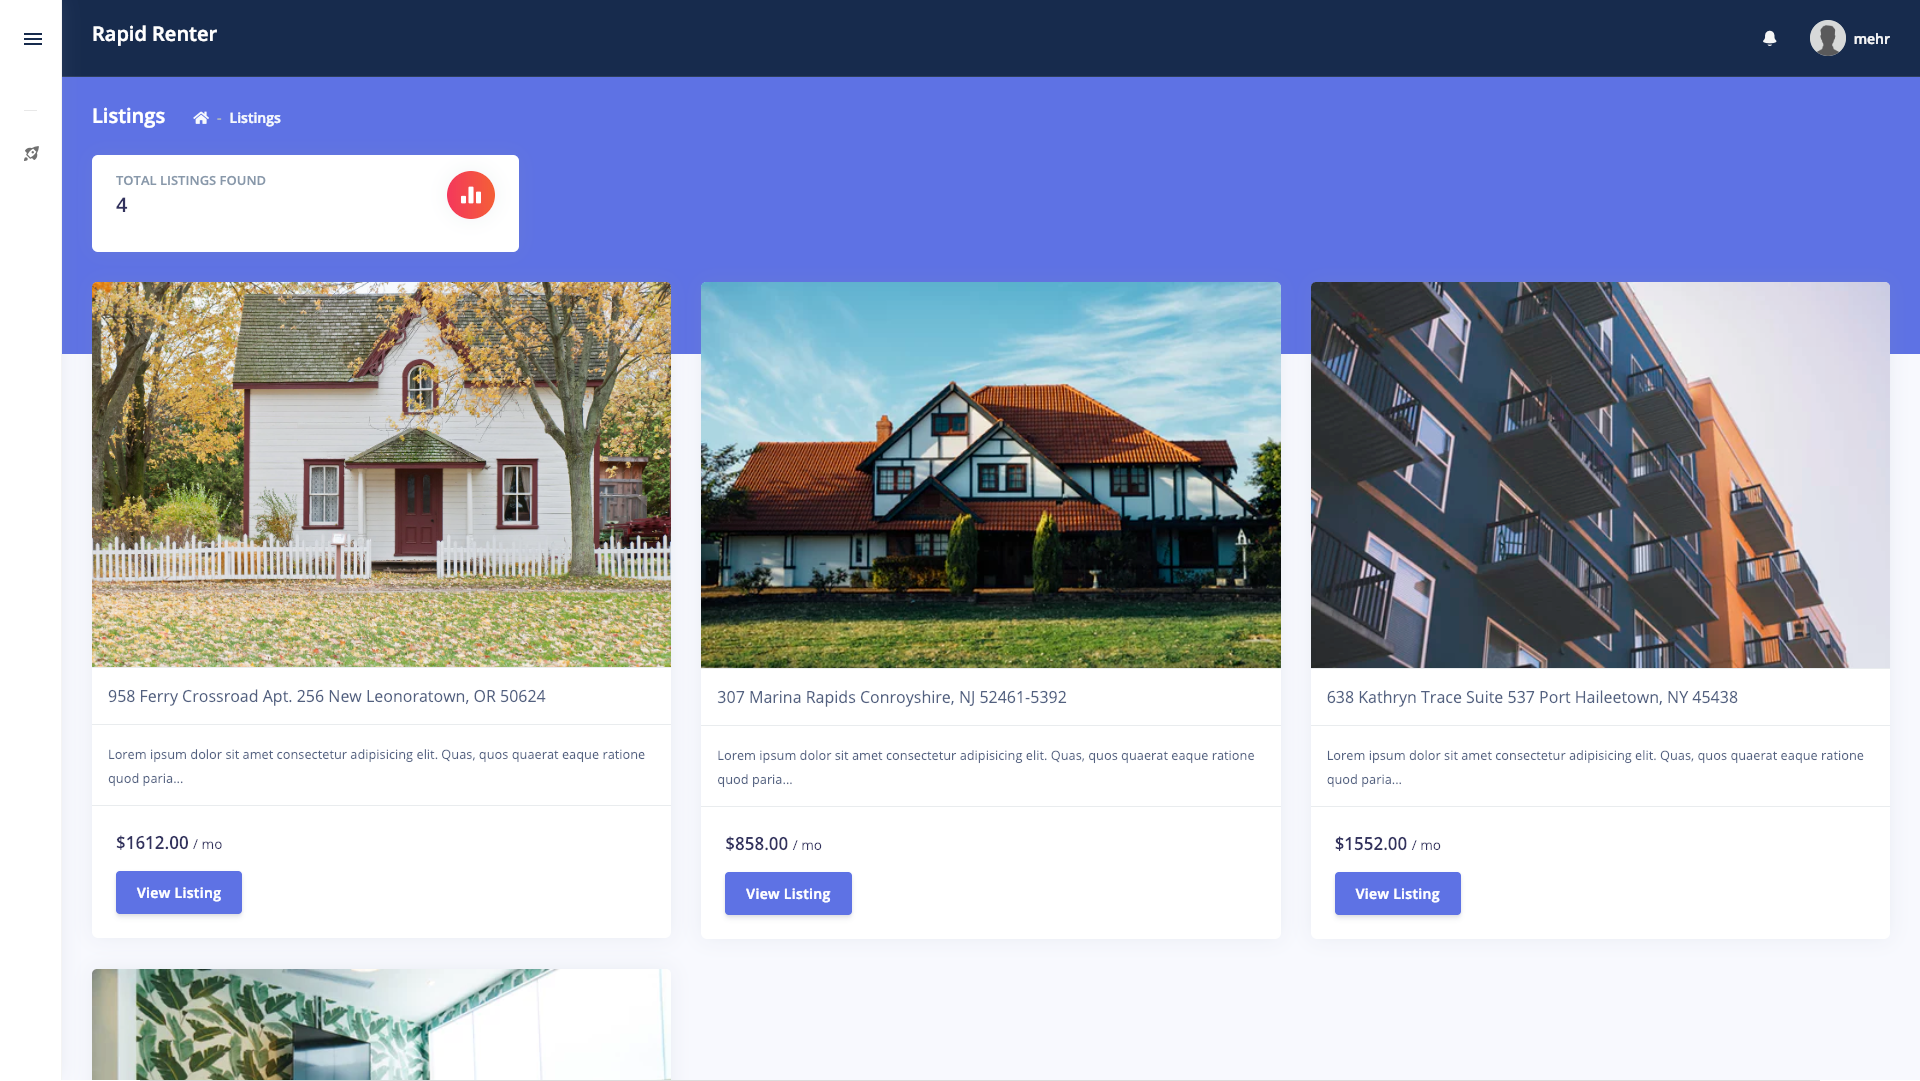 Rapid Renter
mehr
Listings
- Listings
TOTAL LISTINGS FOUND
4
958 Ferry Crossroad Apt. 256 New Leonoratown, OR 50624
Lorem ipsum dolor sit amet consectetur adipisicing elit. Quas, quos quaerat eaque ratione
quod paria...
$1612.00 / mo
View Listing
307 Marina Rapids Conroyshire, NJ 52461-5392
Lorem ipsum dolor sit amet consectetur adipisicing elit. Quas, quos quaerat eaque ratione
quod paria...
$858.00 / mo
View Listing
638 Kathryn Trace Suite 537 Port Haileetown, NY 45438
Lorem ipsum dolor sit amet consectetur adipisicing elit. Quas, quos quaerat eaque ratione
quod paria...
$1552.00 / mo
View Listing